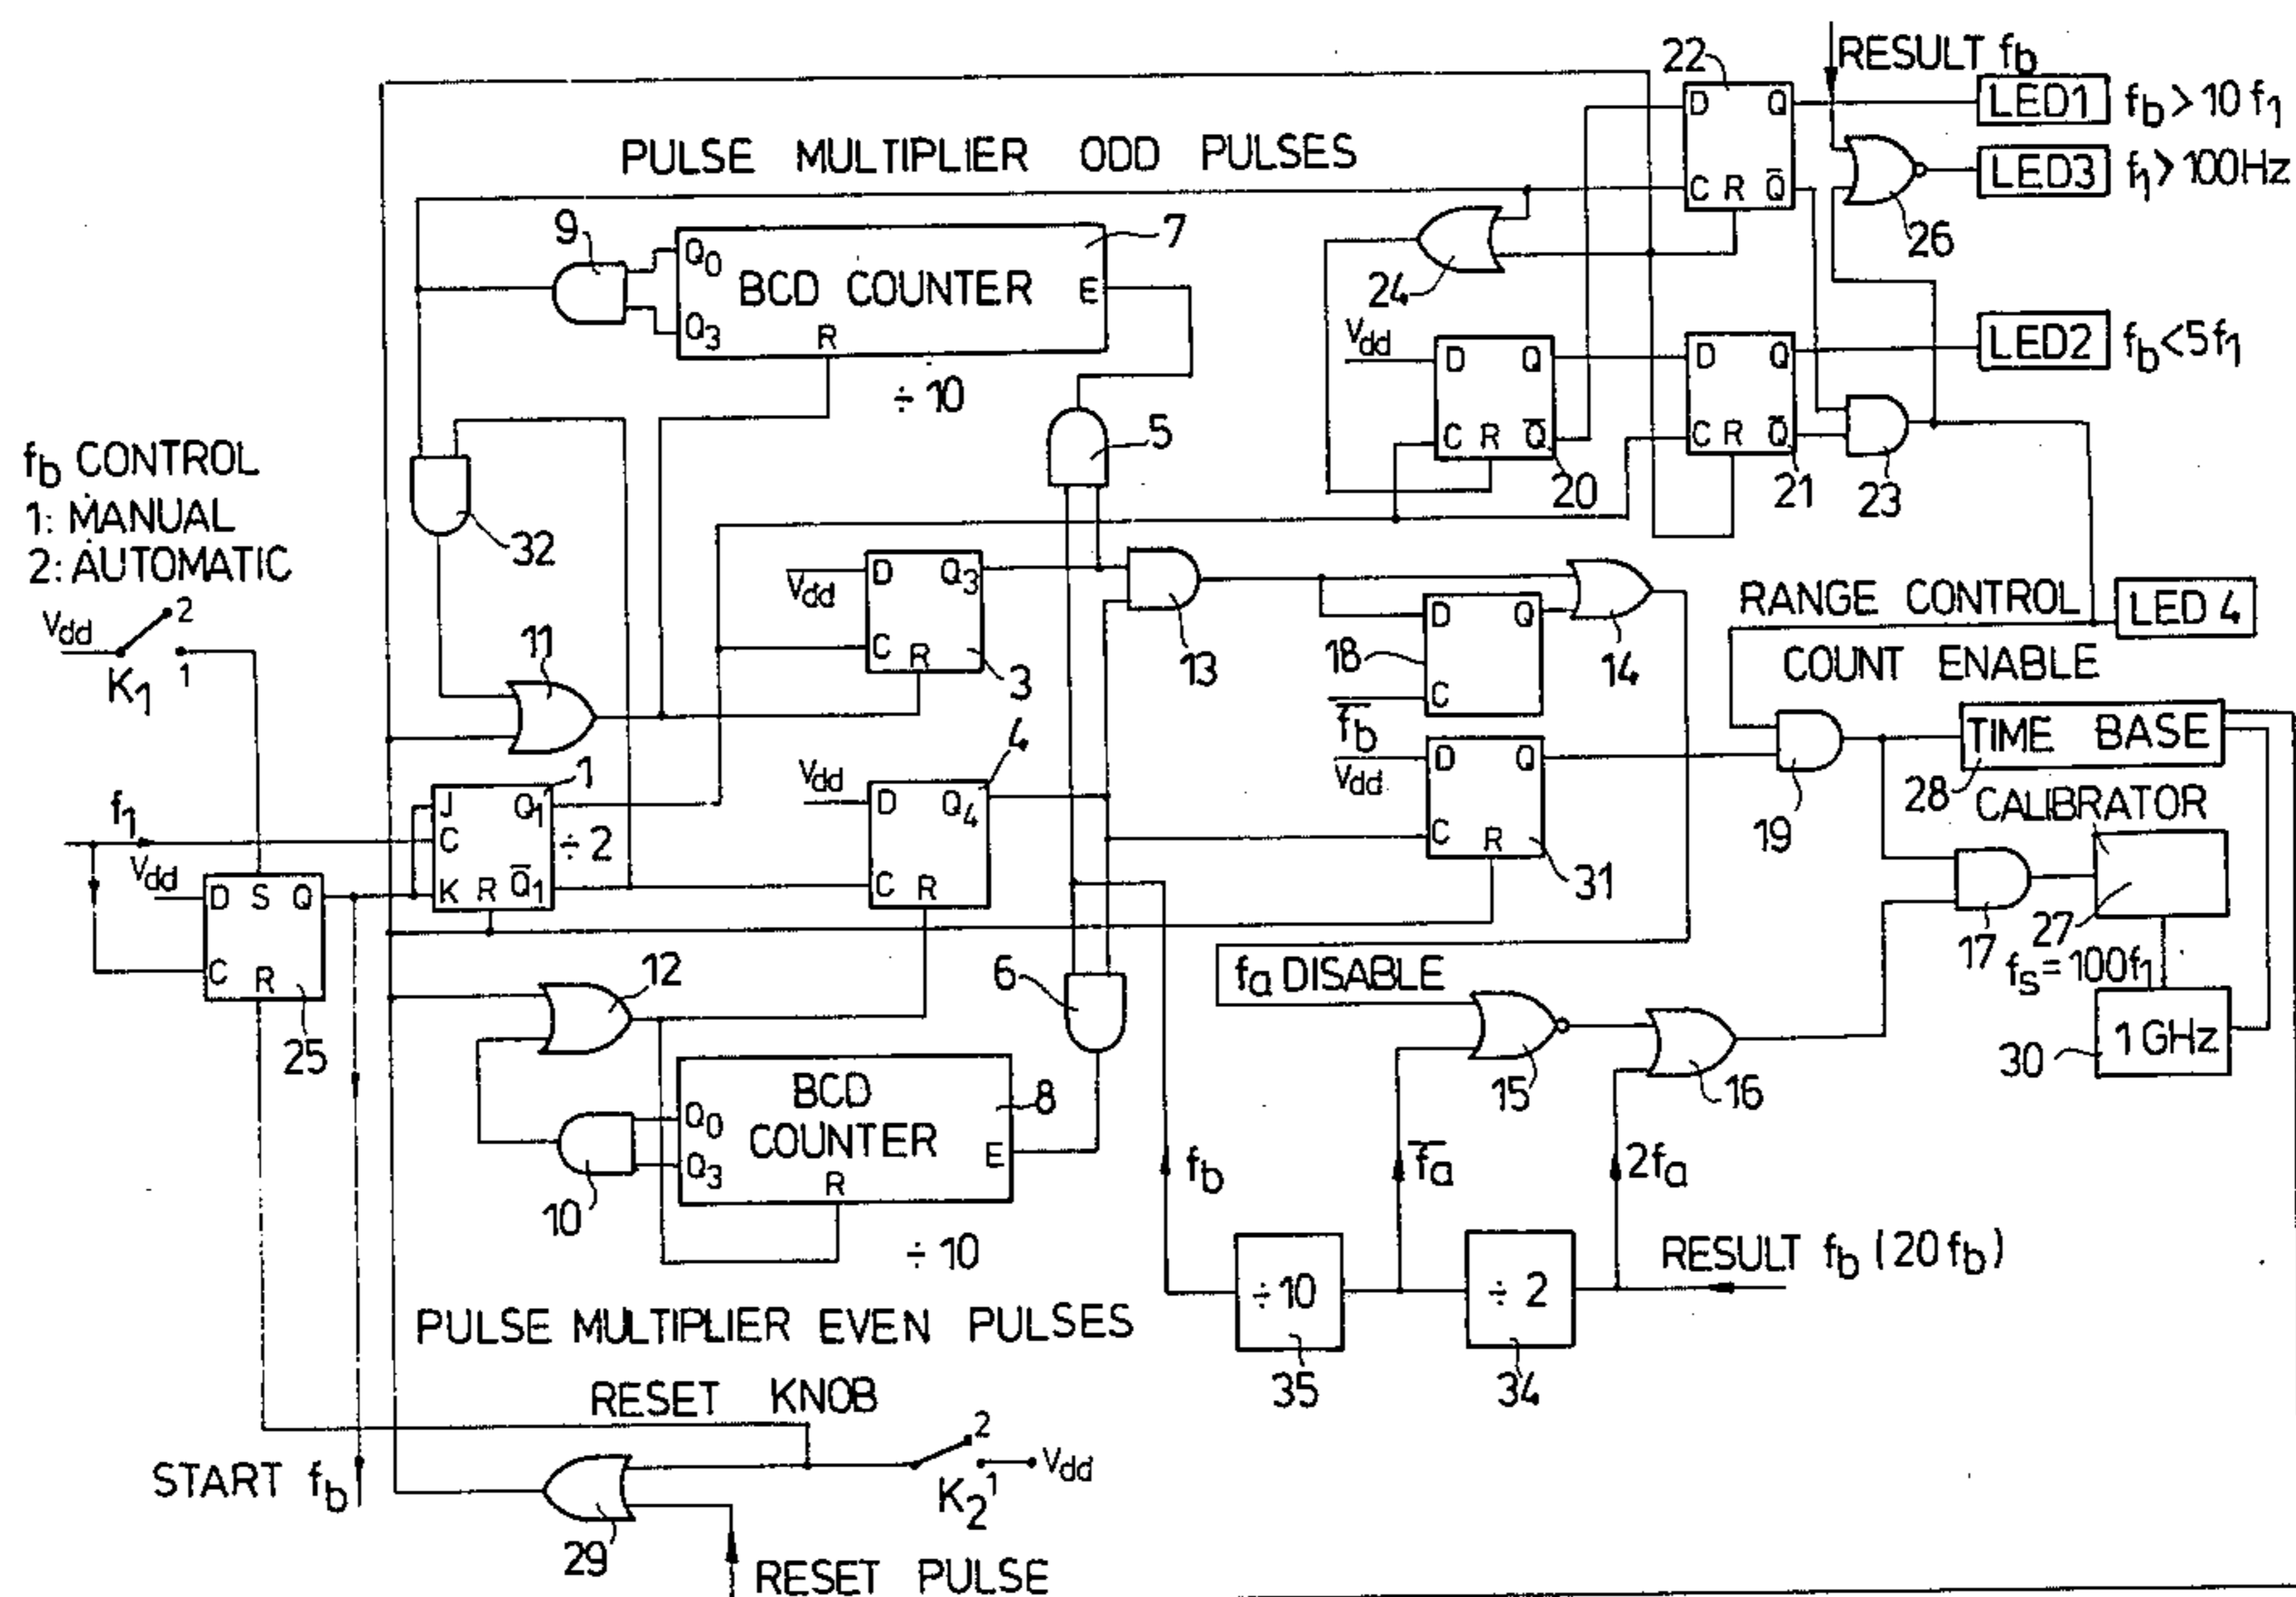 RESULT fb
22
D Q
LED1 fb > 10 f1
PULSE MULTIPLIER ODD PULSES
LED3 f1 > 100Hz
C R Q̅
26
9
Q0
7
BCD COUNTER E
Q3
R
24
Vdd
÷ 10
D Q
D Q
LED2 fb < 5f1
5
C R Q̅
C R Q̅
20
21
23
fb CONTROL
1: MANUAL
2: AUTOMATIC
32
Vdd 2
K1 1
Vdd
D Q3
C R
3
13
D Q
18
C
f̅b̅
14
RANGE CONTROL
LED 4
COUNT ENABLE
11
4
1
Vdd
D Q
C R
31
19
TIME BASE
28
CALIBRATOR
f1
J Q1
C ÷ 2
K R Q̅1
Vdd
D Q4
C R
Vdd
D S Q
C R
25
17
27
fs = 100f1
12
6
fa DISABLE
15
16
30
1 GHz
BCD
COUNTER
8
Q0
Q3
E
R
10
÷ 10
fb
f̅a̅
2fa
÷ 10
÷ 2
RESULT fb (20 fb)
35
34
PULSE MULTIPLIER EVEN PULSES
RESET KNOB
2
K2 1
Vdd
START fb
29
RESET PULSE